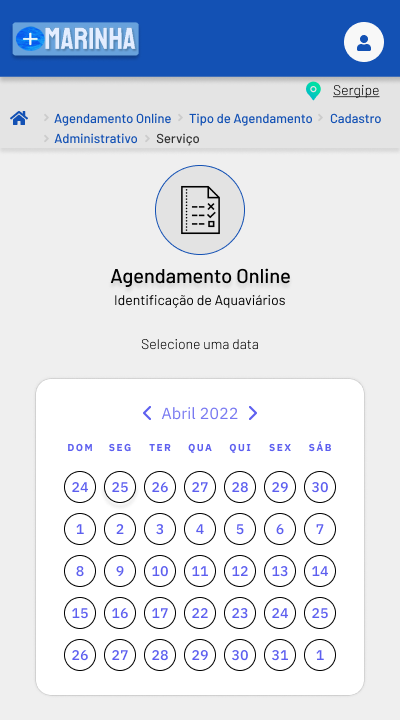 +MARINHA
Sergipe
Agendamento Online > Tipo de Agendamento > Cadastro
> Administrativo > Serviço
Agendamento Online
Identificação de Aquaviários
Selecione uma data
Abril 2022
DOM SEG TER QUA QUI SEX SÁB
24 25 26 27 28 29 30
1 2 3 4 5 6 7
8 9 10 11 12 13 14
15 16 17 22 23 24 25
26 27 28 29 30 31 1